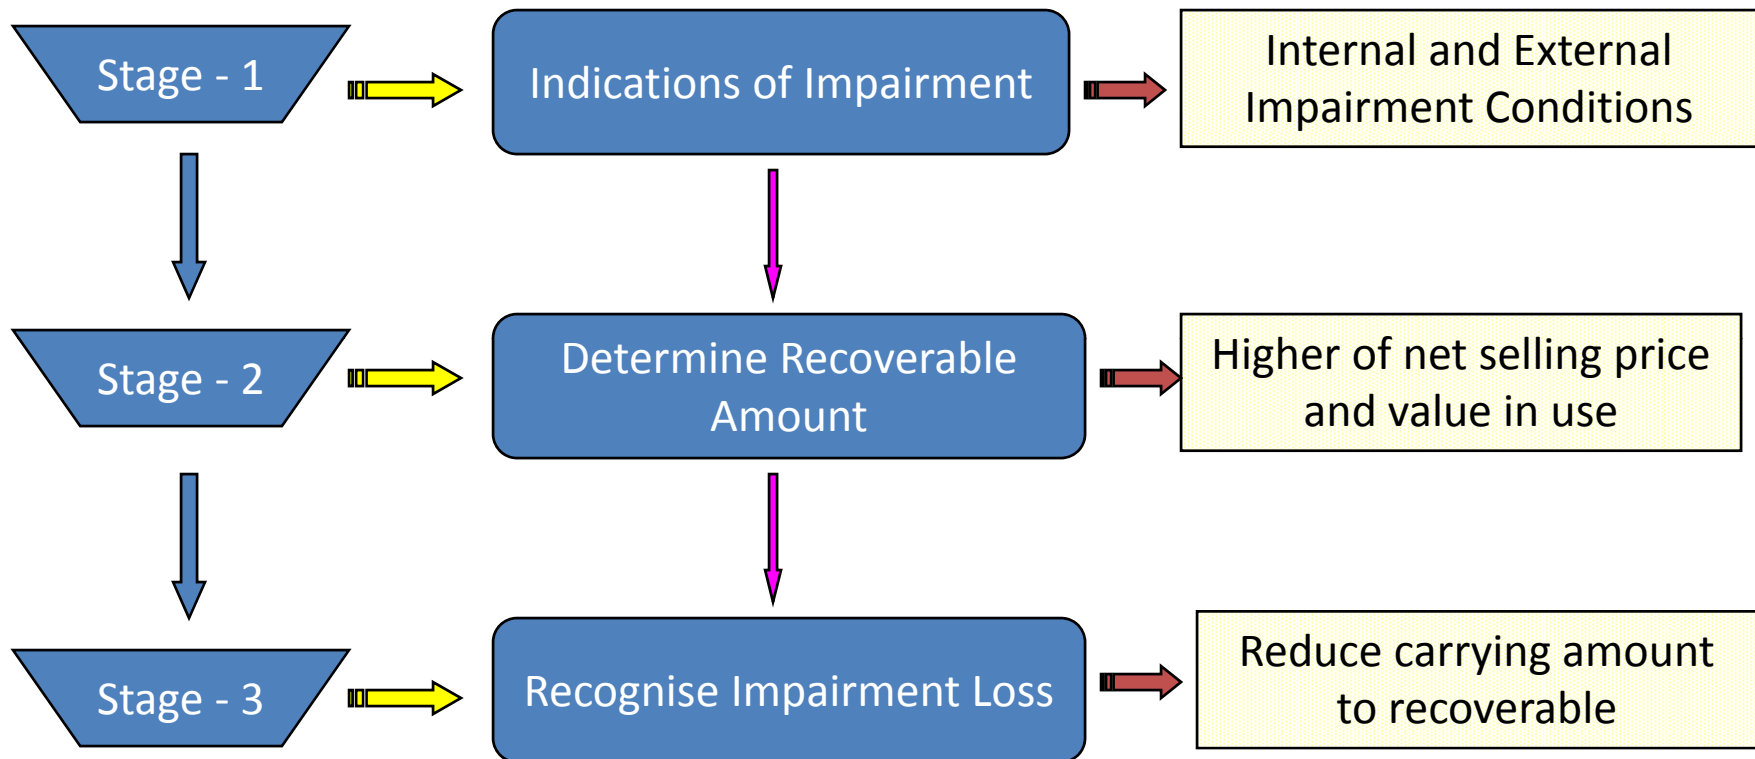 Stage - 1
Indications of Impairment
Internal and External
Impairment Conditions
Stage - 2
Determine Recoverable
Amount
Higher of net selling price
and value in use
Stage - 3
Recognise Impairment Loss
Reduce carrying amount
to recoverable